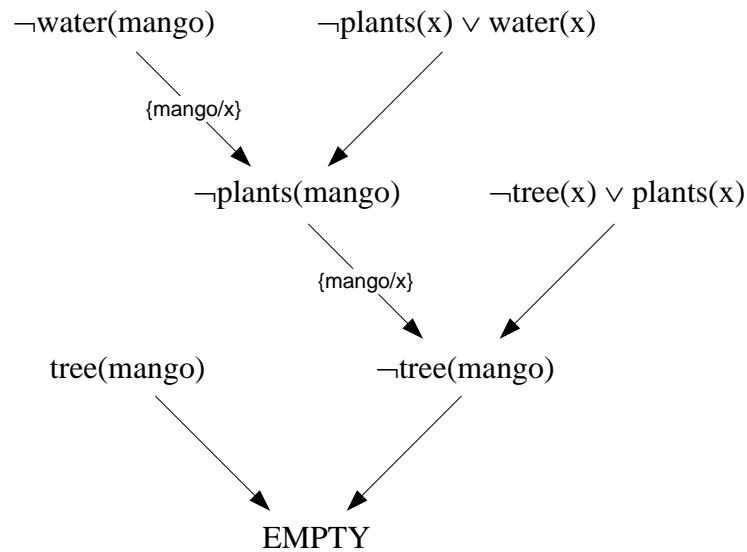 ¬water(mango) ¬plants(x) ∨ water(x)
{mango/x}
¬plants(mango) ¬tree(x) ∨ plants(x)
{mango/x}
tree(mango) ¬tree(mango)
EMPTY